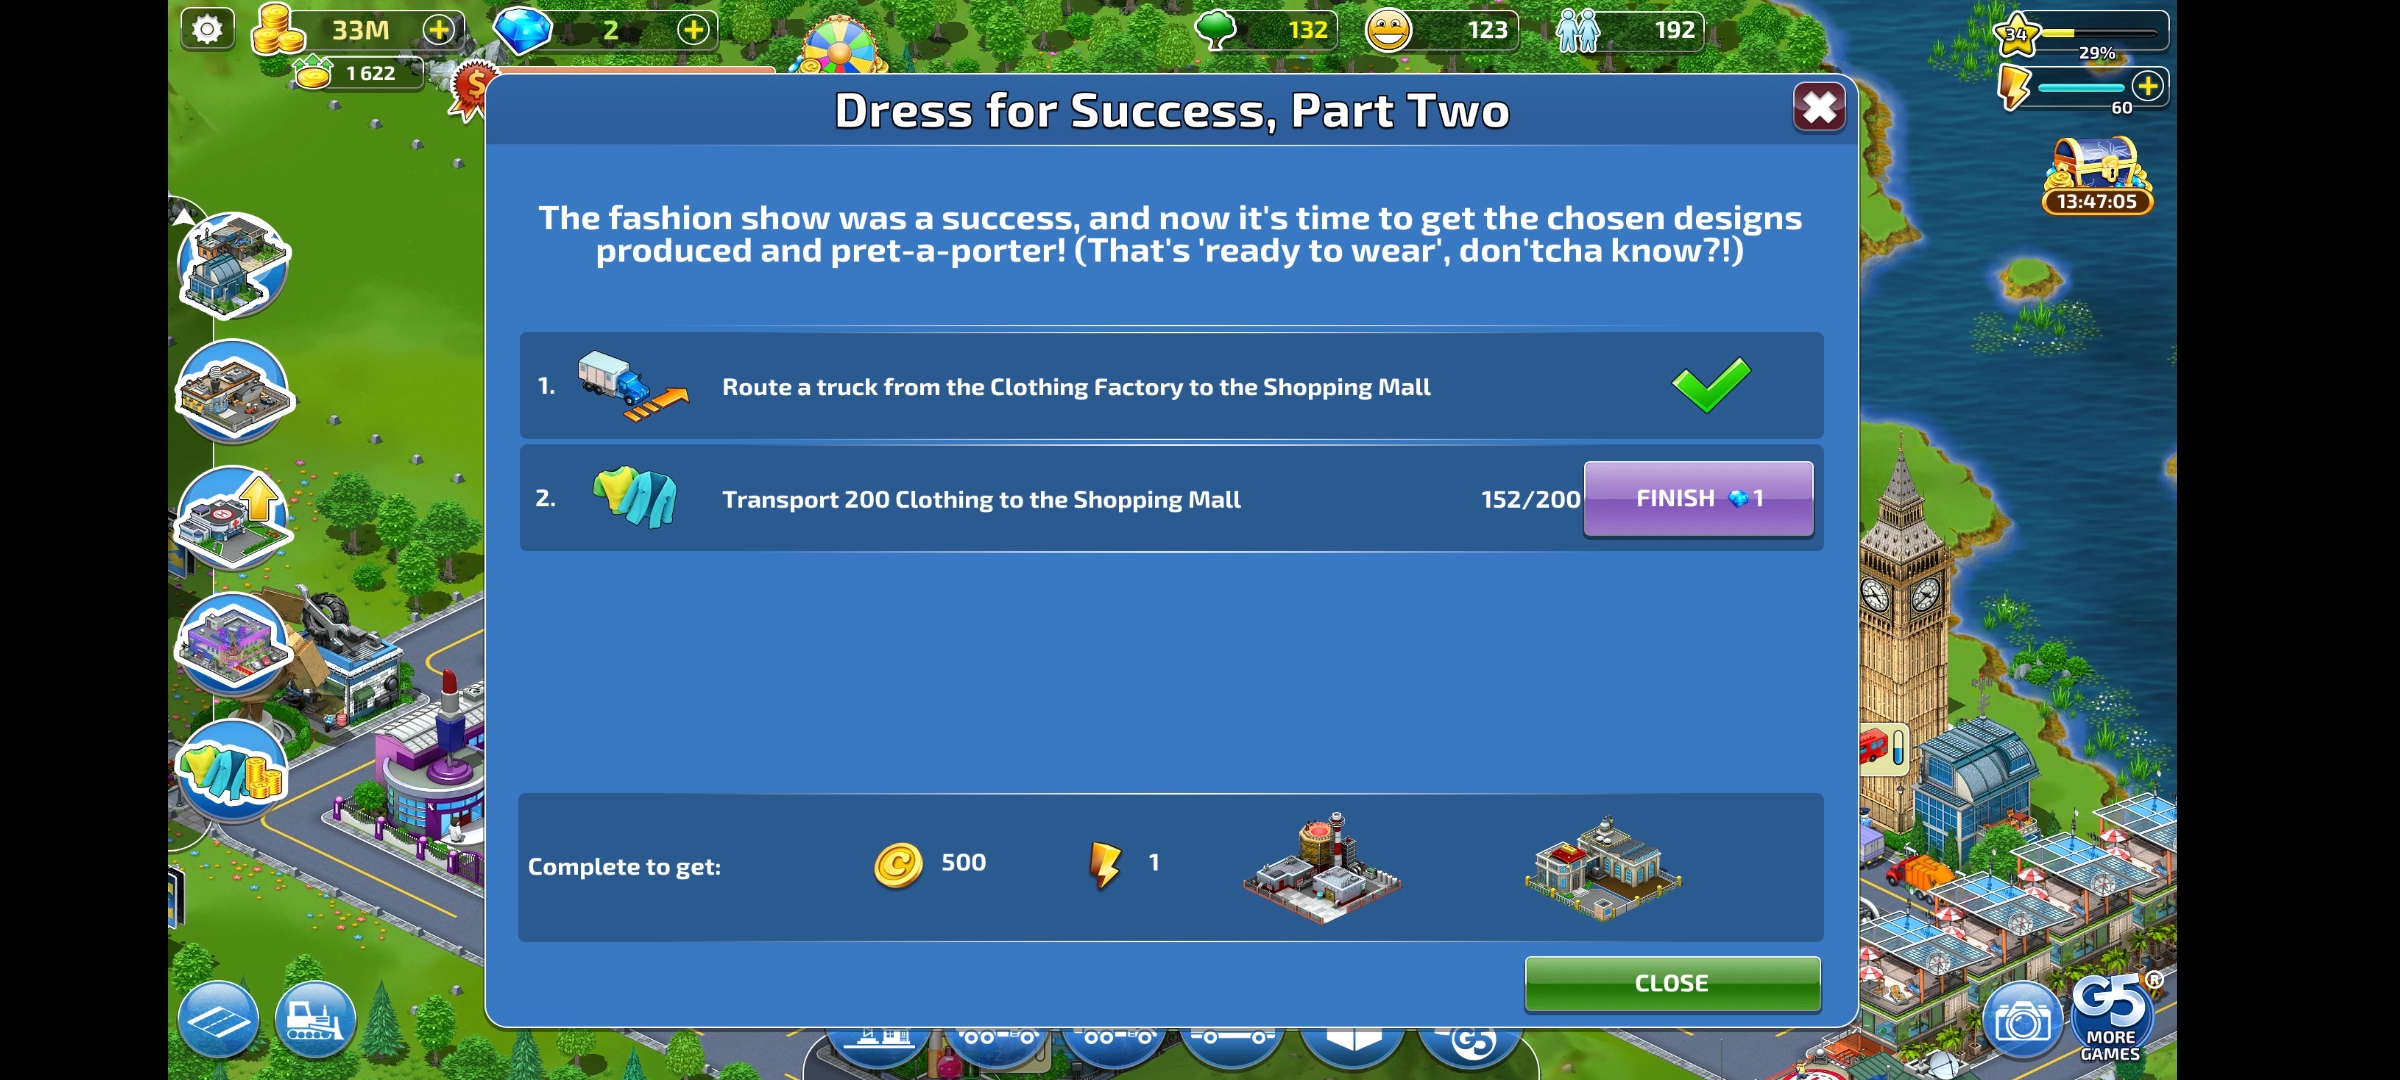 33M
2
132
123
192
34
29%
1 622
60
13:47:05
Dress for Success, Part Two
The fashion show was a success, and now it's time to get the chosen designs
produced and pret-a-porter! (That's 'ready to wear', don'tcha know?!)
1. Route a truck from the Clothing Factory to the Shopping Mall
2. Transport 200 Clothing to the Shopping Mall 152/200 FINISH 1
Complete to get: 500 1
CLOSE
G5
G5®
MORE
GAMES